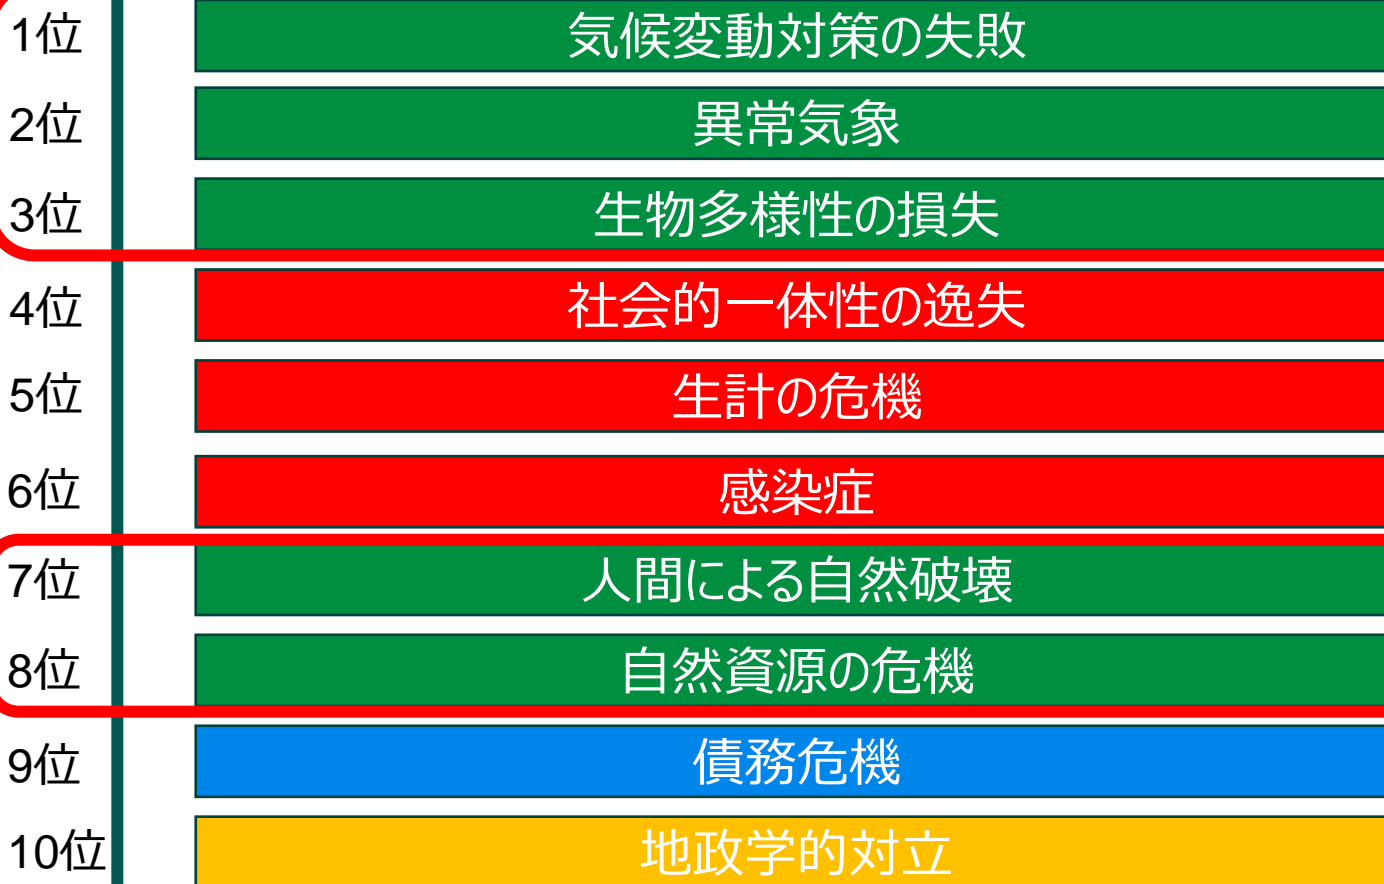 1位 気候変動対策の失敗
2位 異常気象
3位 生物多様性の損失
4位 社会的一体性の逸失
5位 生計の危機
6位 感染症
7位 人間による自然破壊
8位 自然資源の危機
9位 債務危機
10位 地政学的対立